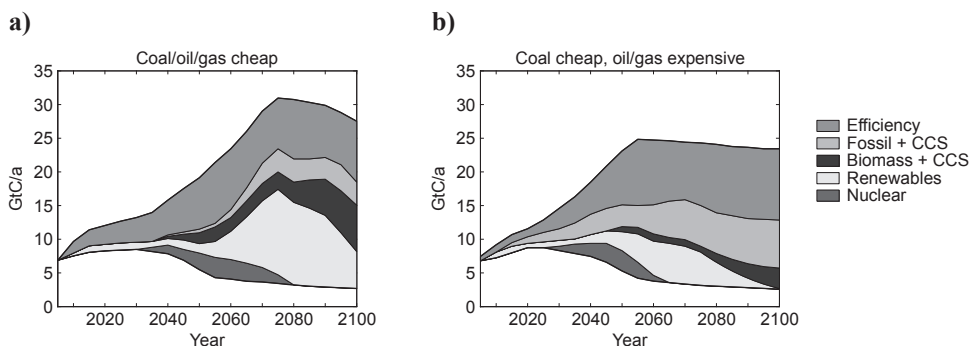 a)
Coal/oil/gas cheap
35
30
25
20
15
10
5
0
GtC/a
2020 2040 2060 2080 2100
Year
b)
Coal cheap, oil/gas expensive
35
30
25
20
15
10
5
0
GtC/a
2020 2040 2060 2080 2100
Year
Efficiency
Fossil + CCS
Biomass + CCS
Renewables
Nuclear